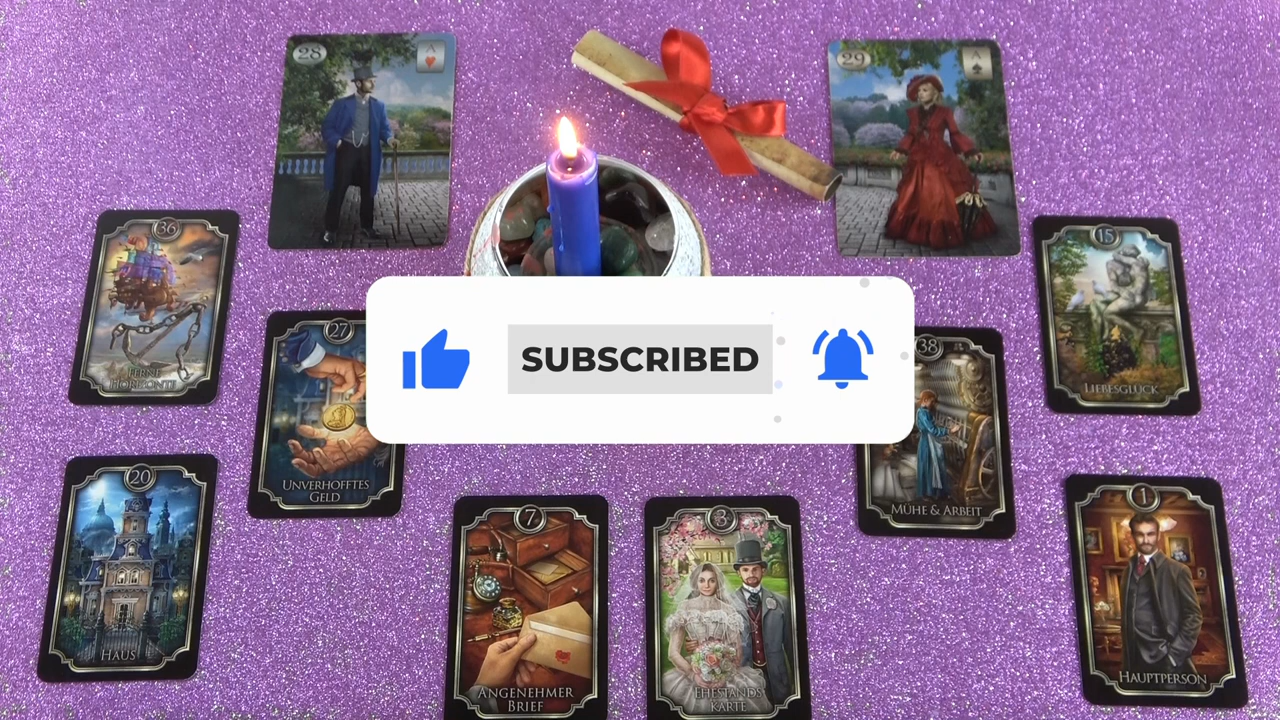 28
A
29
A
36
FERNE
HORIZONTE
15
LIEBESGLÜCK
27
UNVERHOFFTES
GELD
SUBSCRIBED
38
MÜHE & ARBEIT
20
HAUS
7
ANGENEHMER
BRIEF
3
EHESTANDS
KARTE
1
HAUPTPERSON